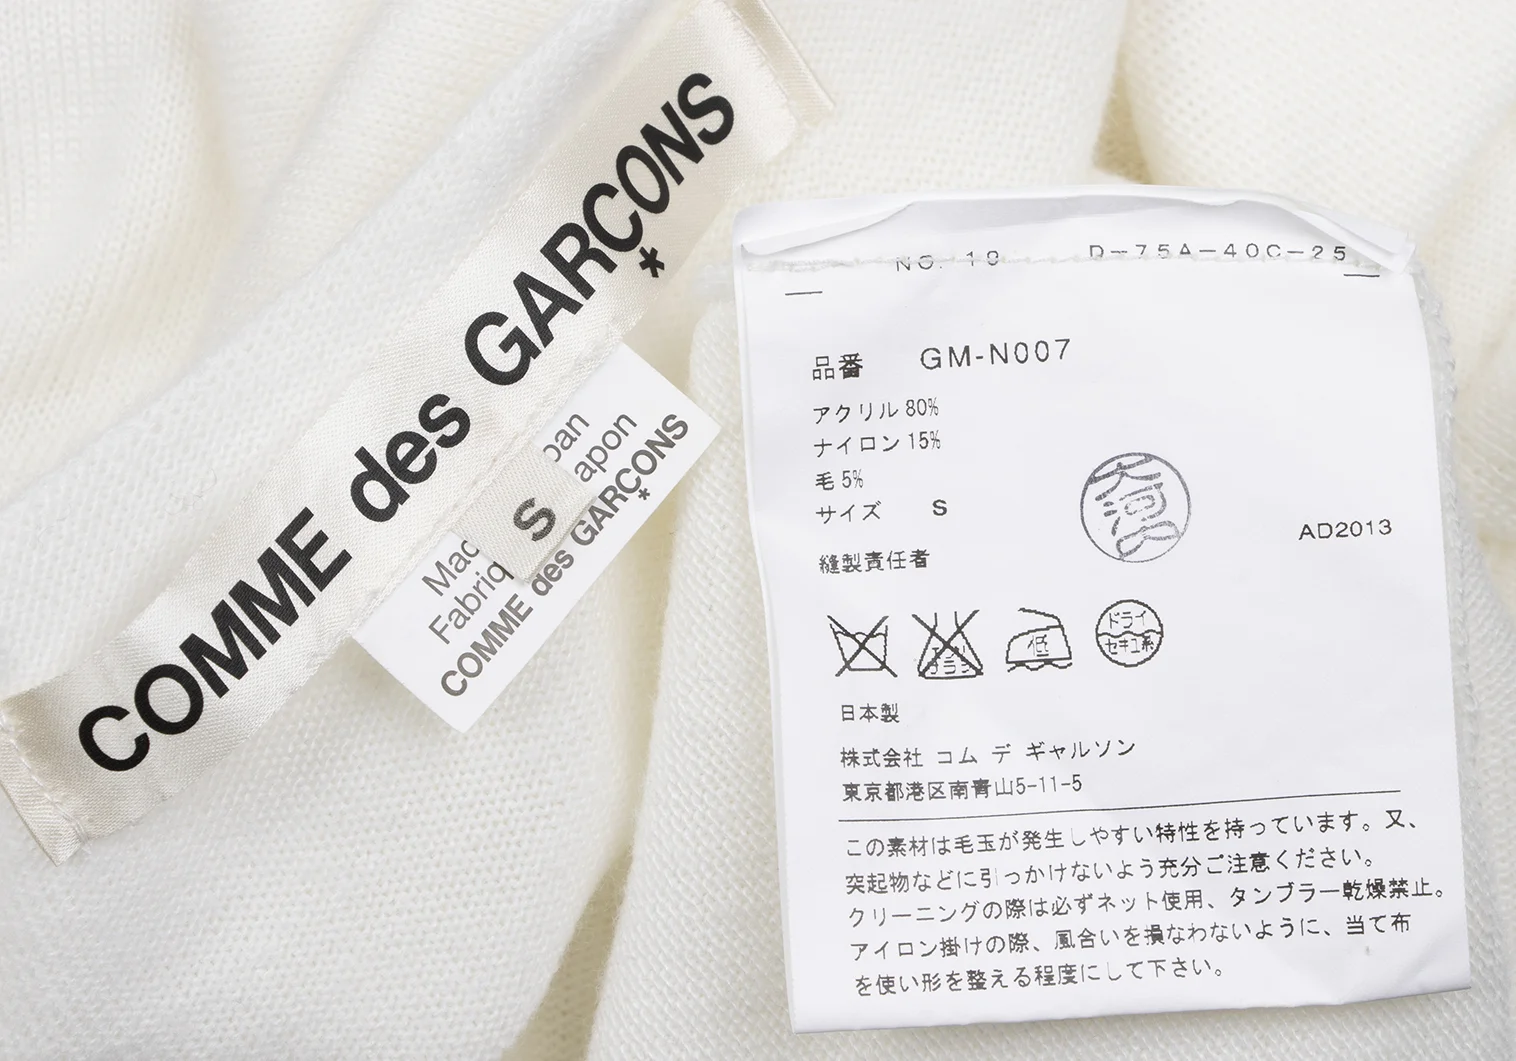 COMME des GARCONS
*
S
COMME des GARCONS
*
NO. 19 D-75A-40C-25
品番 GM-N007
アクリル 80%
ナイロン 15%
毛 5%
サイズ S
縫製責任者
AD2013
低
ドライ
セキユ系
日本製
株式会社 コム デ ギャルソン
東京都港区南青山5-11-5
この素材は毛玉が発生しやすい特性を持っています。又、
突起物などに引っかけないよう充分ご注意ください。
クリーニングの際は必ずネット使用、タンブラー乾燥禁止。
アイロン掛けの際、風合いを損なわないように、当て布
を使い形を整える程度にして下さい。